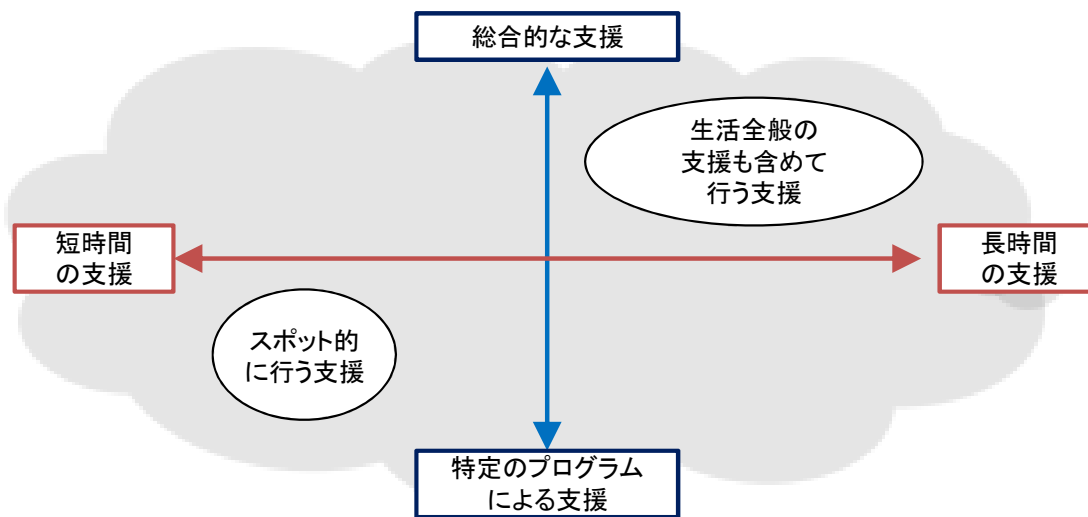 総合的な支援
生活全般の
支援も含めて
行う支援
短時間
の支援
長時間
の支援
スポット的
に行う支援
特定のプログラム
による支援